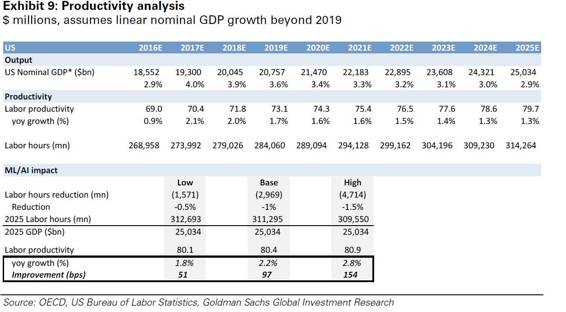 Exhibit 9: Productivity analysis
$ millions, assumes linear nominal GDP growth beyond 2019
US 2016E 2017E 2018E 2019E 2020E 2021E 2022E 2023E 2024E 2025E
Output
US Nominal GDP* ($bn) 18,552 19,300 20,045 20,757 21,470 22,183 22,895 23,608 24,321 25,034
2.9% 4.0% 3.9% 3.6% 3.4% 3.3% 3.2% 3.1% 3.0% 2.9%
Productivity
Labor productivity 69.0 70.4 71.8 73.1 74.3 75.4 76.5 77.6 78.6 79.7
yoy growth (%) 0.9% 2.1% 2.0% 1.7% 1.6% 1.6% 1.5% 1.4% 1.3% 1.3%
Labor hours (mn) 268,958 273,992 279,026 284,060 289,094 294,128 299,162 304,196 309,230 314,264
ML/AI impact
Low Base High
Labor hours reduction (mn) (1,571) (2,969) (4,714)
Reduction -0.5% -1% -1.5%
2025 Labor hours (mn) 312,693 311,295 309,550
2025 GDP ($bn) 25,034 25,034 25,034
Labor productivity 80.1 80.4 80.9
yoy growth (%) 1.8% 2.2% 2.8%
Improvement (bps) 51 97 154
Source: OECD, US Bureau of Labor Statistics, Goldman Sachs Global Investment Research